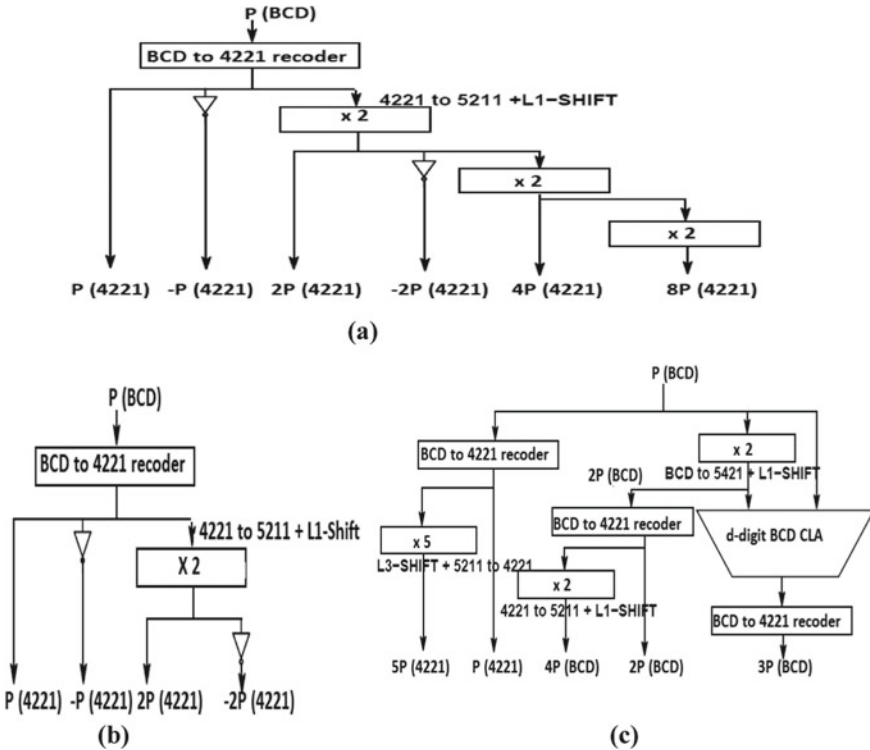 P (BCD)
BCD to 4221 recoder
4221 to 5211 +L1-SHIFT
x 2
x 2
x 2
P (4221) -P (4221) 2P (4221) -2P (4221) 4P (4221) 8P (4221)
(a)
P (BCD)
BCD to 4221 recoder
4221 to 5211 + L1-Shift
X 2
P (4221) -P (4221) 2P (4221) -2P (4221)
(b)
P (BCD)
BCD to 4221 recoder
x 2
BCD to 5421 + L1-SHIFT
2P (BCD)
BCD to 4221 recoder
d-digit BCD CLA
x 5
L3-SHIFT + 5211 to 4221
x 2
4221 to 5211 + L1-SHIFT
BCD to 4221 recoder
5P (4221) P (4221) 4P (BCD) 2P (BCD) 3P (BCD)
(c)